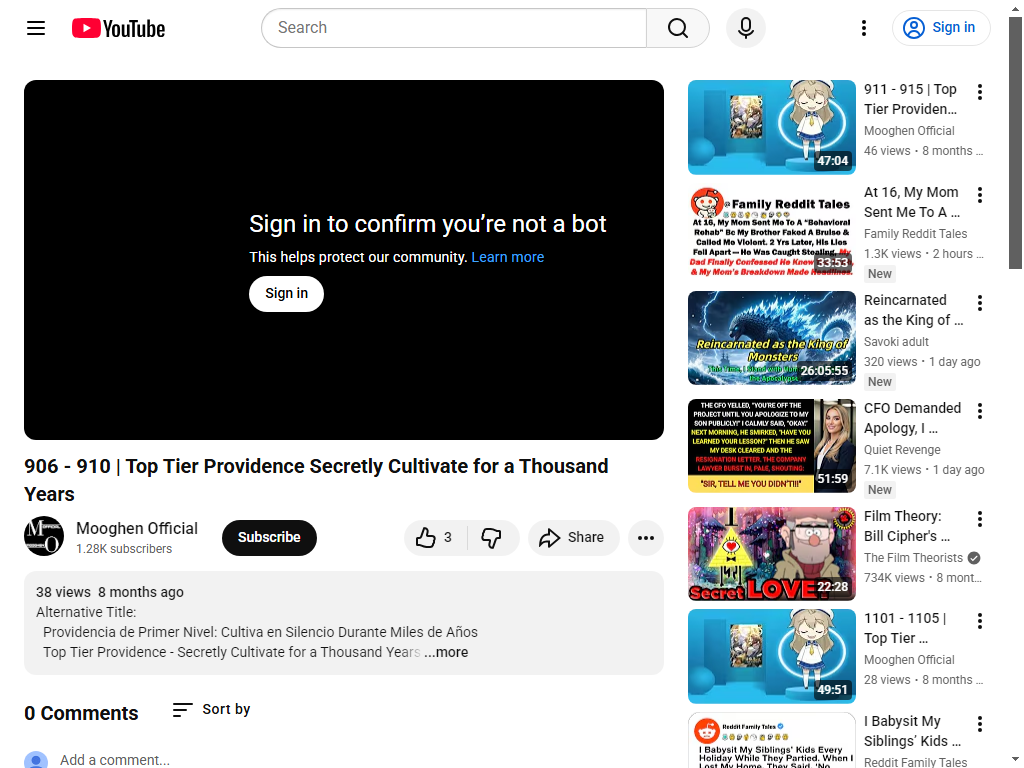 YouTube
Search
Sign in
Sign in to confirm you’re not a bot
This helps protect our community. Learn more
Sign in
906 - 910 | Top Tier Providence Secretly Cultivate for a Thousand
Years
Mooghen Official
1.28K subscribers
Subscribe
3
Share
38 views 8 months ago
Alternative Title:
Providencia de Primer Nivel: Cultiva en Silencio Durante Miles de Años
Top Tier Providence - Secretly Cultivate for a Thousand Years ...more
0 Comments
Sort by
Add a comment...
47:04
911 - 915 | Top
Tier Providen...
Mooghen Official
46 views • 8 months ...
@ Family Reddit Tales
At 16, My Mom Sent Me To A "Behavioral
Rehab" Bc My Brother Faked A Bruise &
Called Me Violent. 2 Yrs Later, His Lies
Fell Apart—He Was Caught Stealing, My
Dad Finally Confessed He Knew
& My Mom's Breakdown Made Headlines.
33:53
At 16, My Mom
Sent Me To A ...
Family Reddit Tales
1.3K views • 2 hours ...
New
Reincarnated as the King of
Monsters
26:05:55
Reincarnated
as the King of ...
Savoki adult
320 views • 1 day ago
New
THE CFO YELLED, "YOU'RE OFF THE
PROJECT UNTIL YOU APOLOGIZE TO MY
SON PUBLICLY!" I CALMLY SAID, "OKAY."
NEXT MORNING, HE SMIRKED, "HAVE YOU
LEARNED YOUR LESSON?" THEN HE SAW
MY DESK CLEARED AND THE
RESIGNATION LETTER. THE COMPANY
LAWYER BURST IN, PALE, SHOUTING:
"SIR, TELL ME YOU DIDN'T!!!"
51:59
CFO Demanded
Apology, I ...
Quiet Revenge
7.1K views • 1 day ago
New
Secret LOVE?
22:28
Film Theory:
Bill Cipher's ...
The Film Theorists
734K views • 8 mont...
49:51
1101 - 1105 |
Top Tier ...
Mooghen Official
28 views • 8 months ...
Reddit Family Tales
I Babysit My Siblings' Kids Every
Holiday While They Partied. When I
Lost My Home, They Said, 'No
I Babysit My
Siblings’ Kids ...
Reddit Family Tales